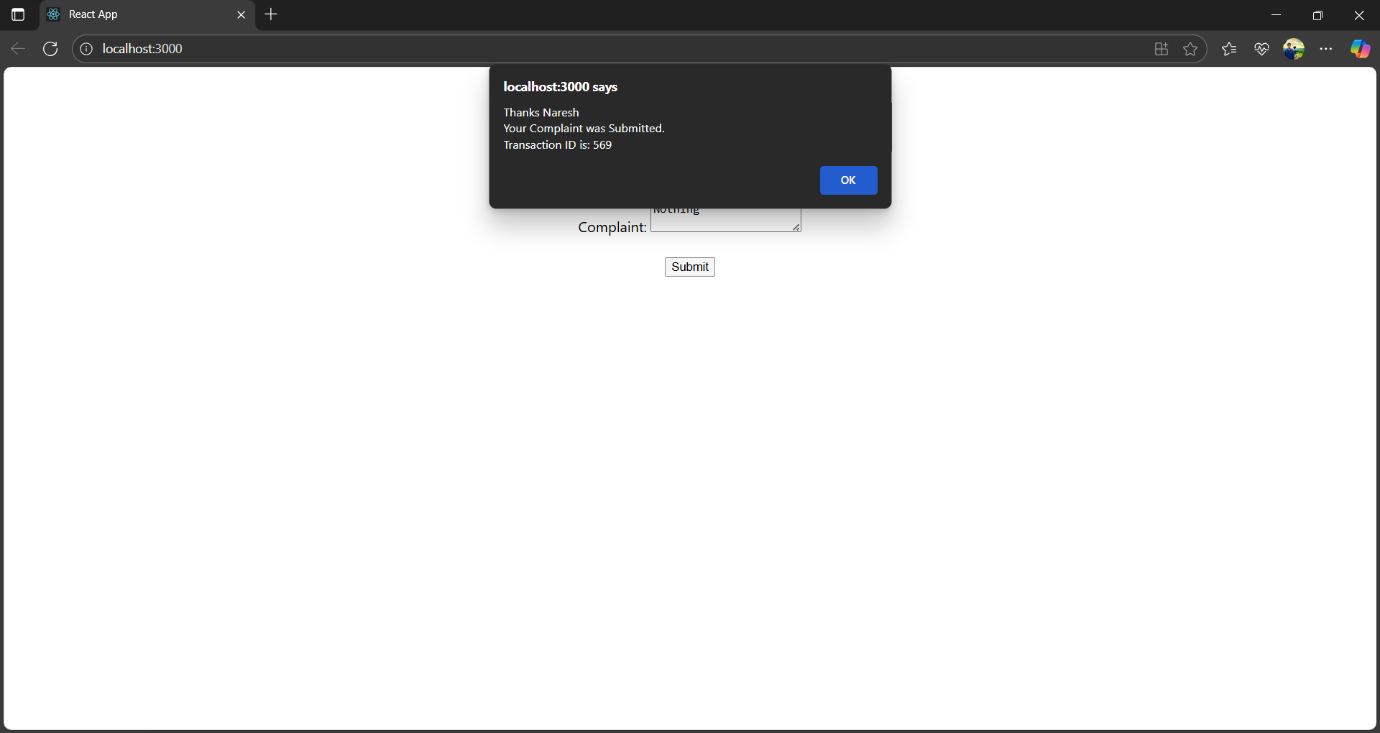 React App
localhost:3000
localhost:3000 says
Thanks Naresh
Your Complaint was Submitted.
Transaction ID is: 569
OK
Nothing
Complaint:
Submit